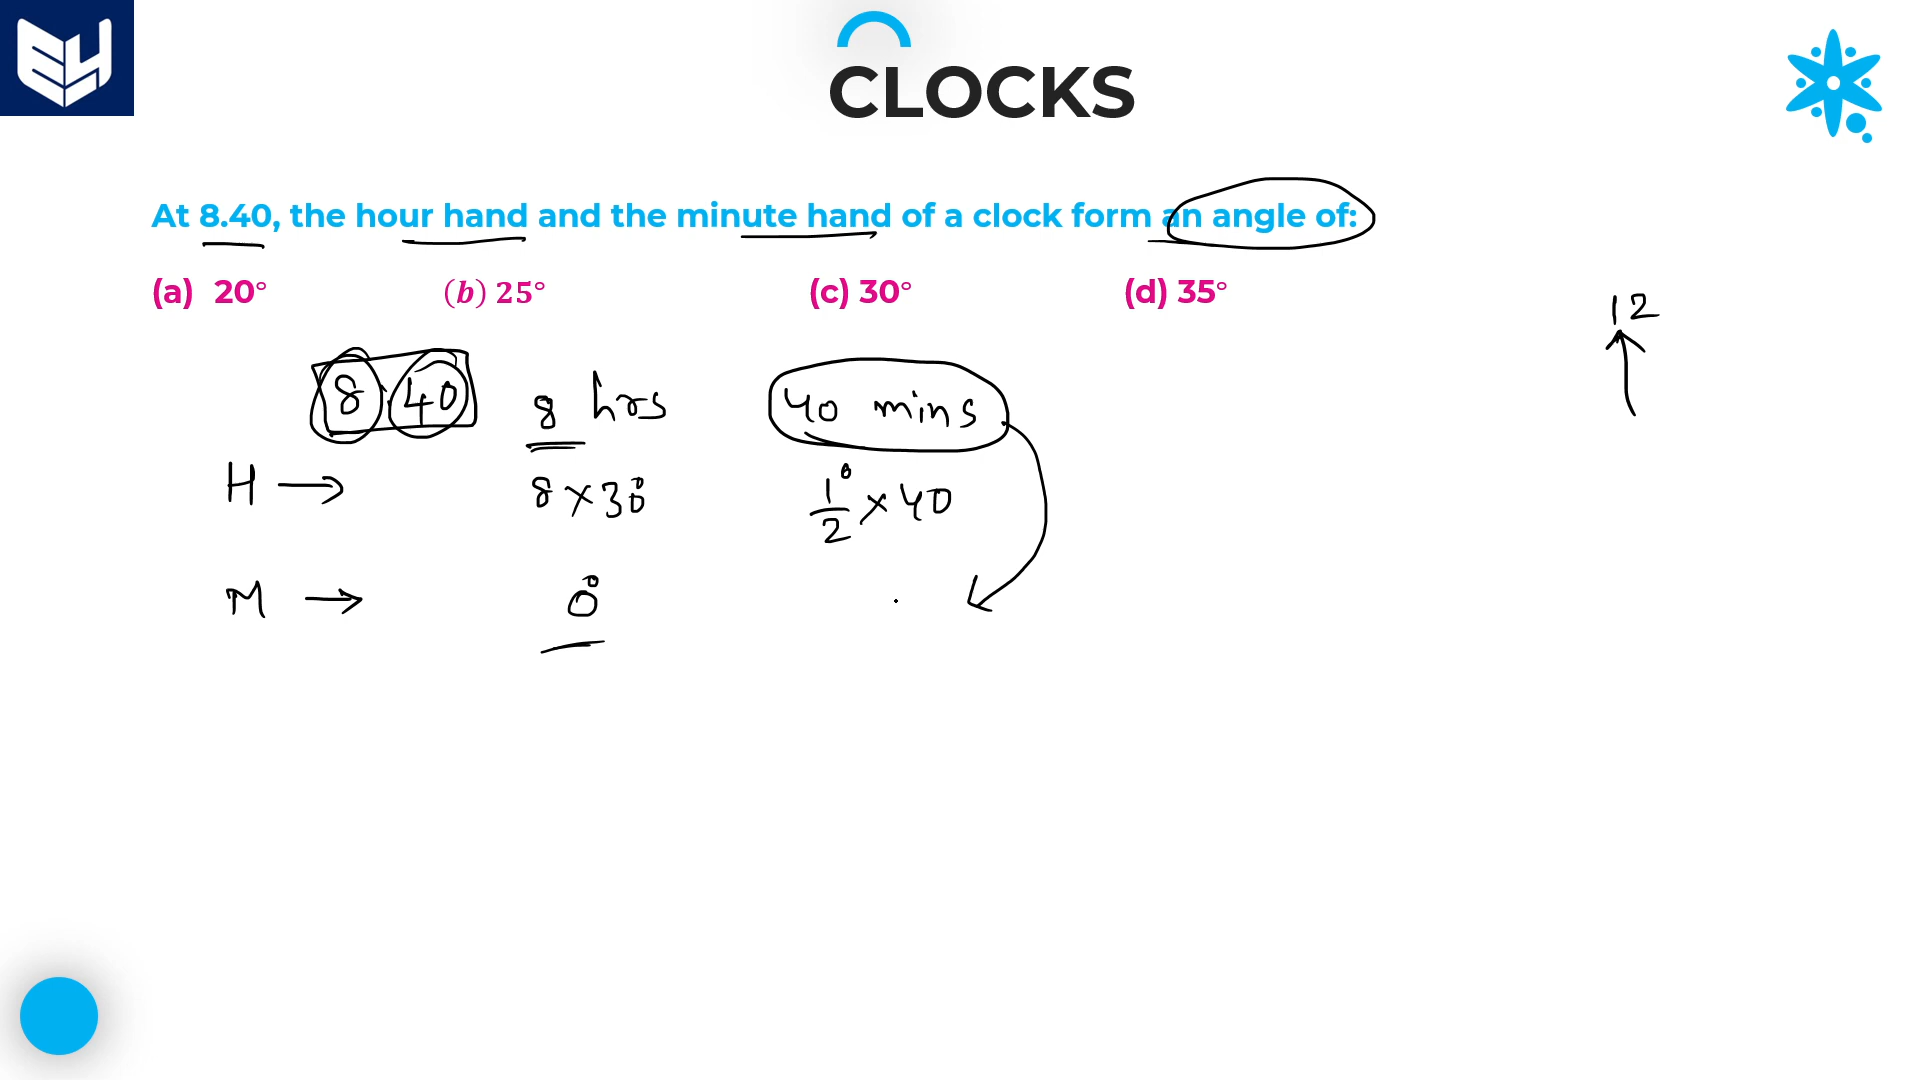 CLOCKS
At 8.40, the hour hand and the minute hand of a clock form an angle of:
(a) 20° (b) 25° (c) 30° (d) 35°
12
8.40 8 hrs 40 mins
H → 8 × 30° 1°/2 × 40
M → 0°